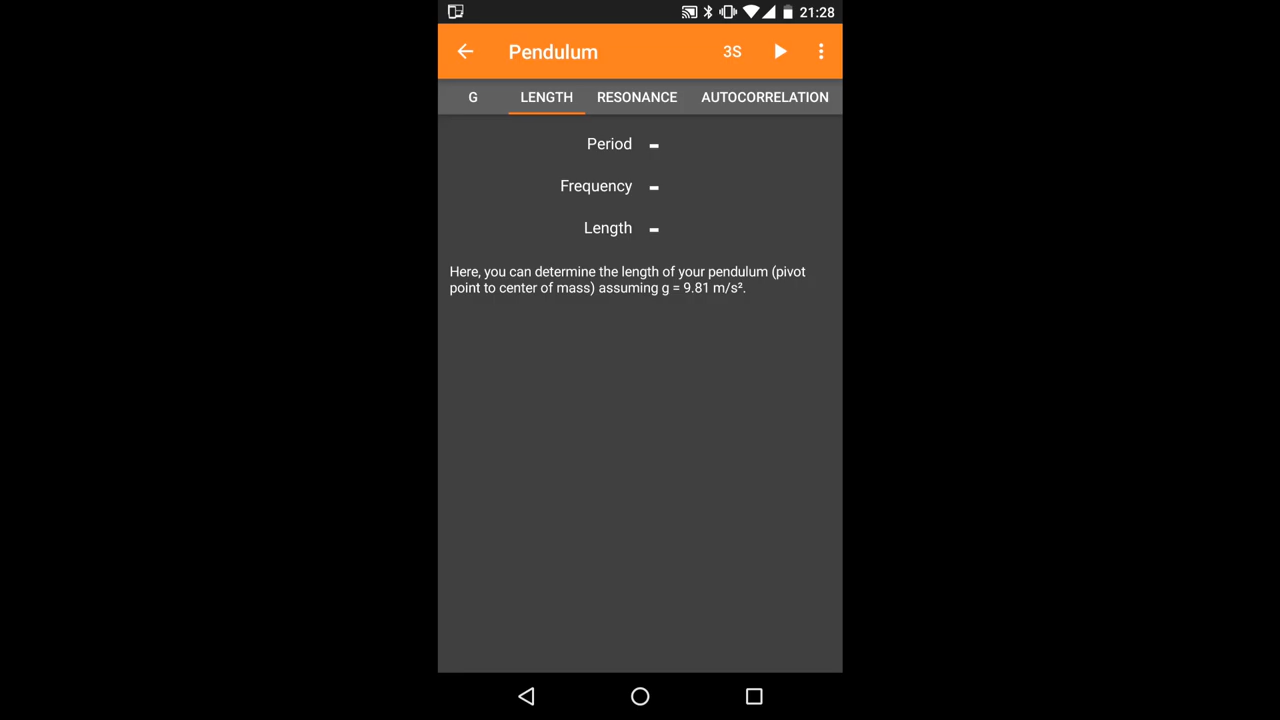 21:28
Pendulum 3S
G LENGTH RESONANCE AUTOCORRELATION
Period -
Frequency -
Length -
Here, you can determine the length of your pendulum (pivot
point to center of mass) assuming g = 9.81 m/s².